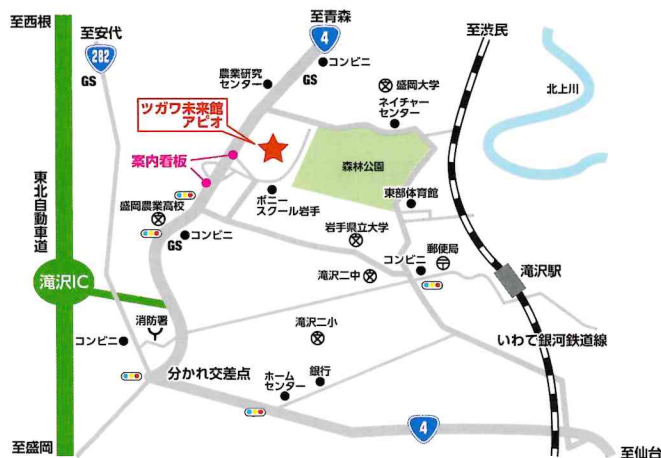 至西根
至安代
282
GS
至青森
4
コンビニ
GS
農業研究
センター
至渋民
盛岡大学
ネイチャー
センター
北上川
ツガワ未来館
アピオ
案内看板
森林公園
東北自動車道
盛岡農業高校
ポニー
スクール岩手
東部体育館
GS
コンビニ
岩手県立大学
郵便局
コンビニ
滝沢二中
滝沢駅
滝沢IC
消防署
コンビニ
滝沢二小
いわて銀河鉄道線
分かれ交差点
ホーム
センター
銀行
4
至盛岡
至仙台